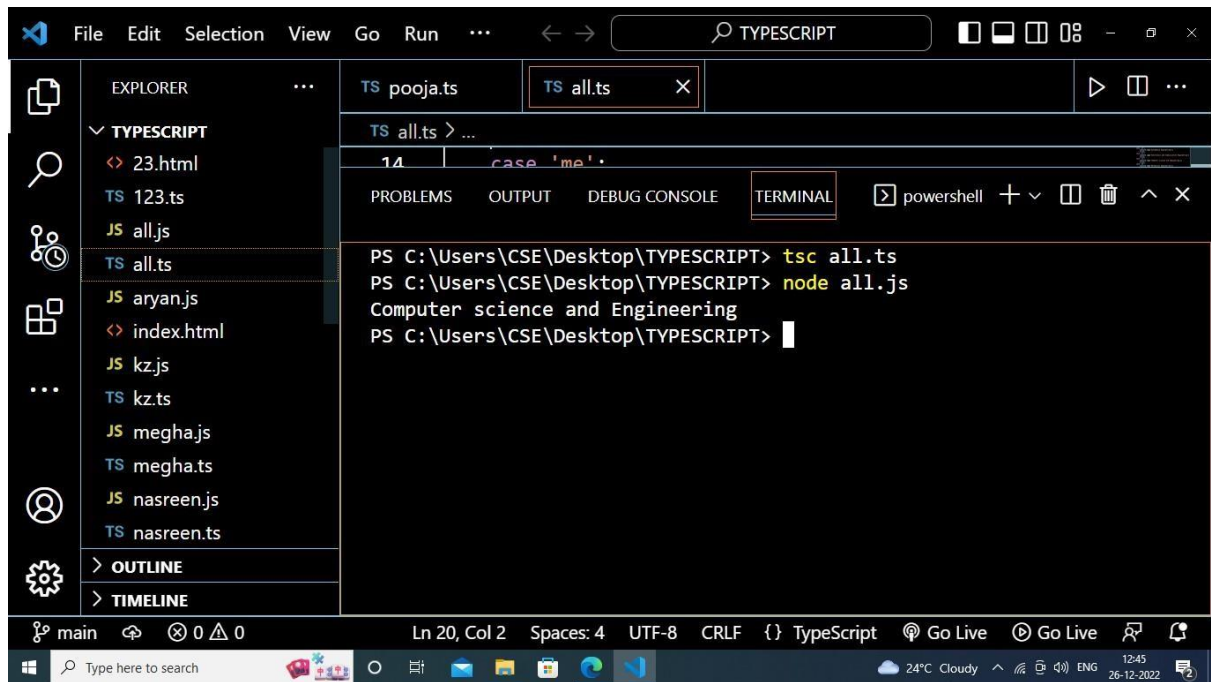 File Edit Selection View Go Run ··· TYPESCRIPT
EXPLORER ···
TYPESCRIPT
<> 23.html
TS 123.ts
JS all.js
TS all.ts
JS aryan.js
<> index.html
JS kz.js
TS kz.ts
JS megha.js
TS megha.ts
JS nasreen.js
TS nasreen.ts
OUTLINE
TIMELINE
TS pooja.ts TS all.ts
TS all.ts > ...
14 case 'me':
PROBLEMS OUTPUT DEBUG CONSOLE TERMINAL powershell
PS C:\Users\CSE\Desktop\TYPESCRIPT> tsc all.ts
PS C:\Users\CSE\Desktop\TYPESCRIPT> node all.js
Computer science and Engineering
PS C:\Users\CSE\Desktop\TYPESCRIPT>
main 0 0 Ln 20, Col 2 Spaces: 4 UTF-8 CRLF {} TypeScript Go Live Go Live
Type here to search 24°C Cloudy ENG 12:45
26-12-2022 2